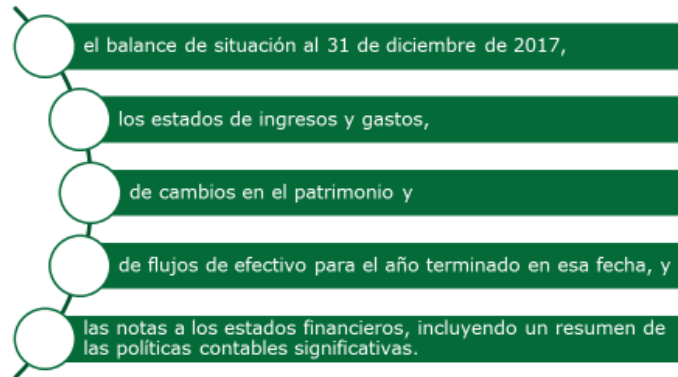 el balance de situación al 31 de diciembre de 2017,
los estados de ingresos y gastos,
de cambios en el patrimonio y
de flujos de efectivo para el año terminado en esa fecha, y
las notas a los estados financieros, incluyendo un resumen de
las políticas contables significativas.